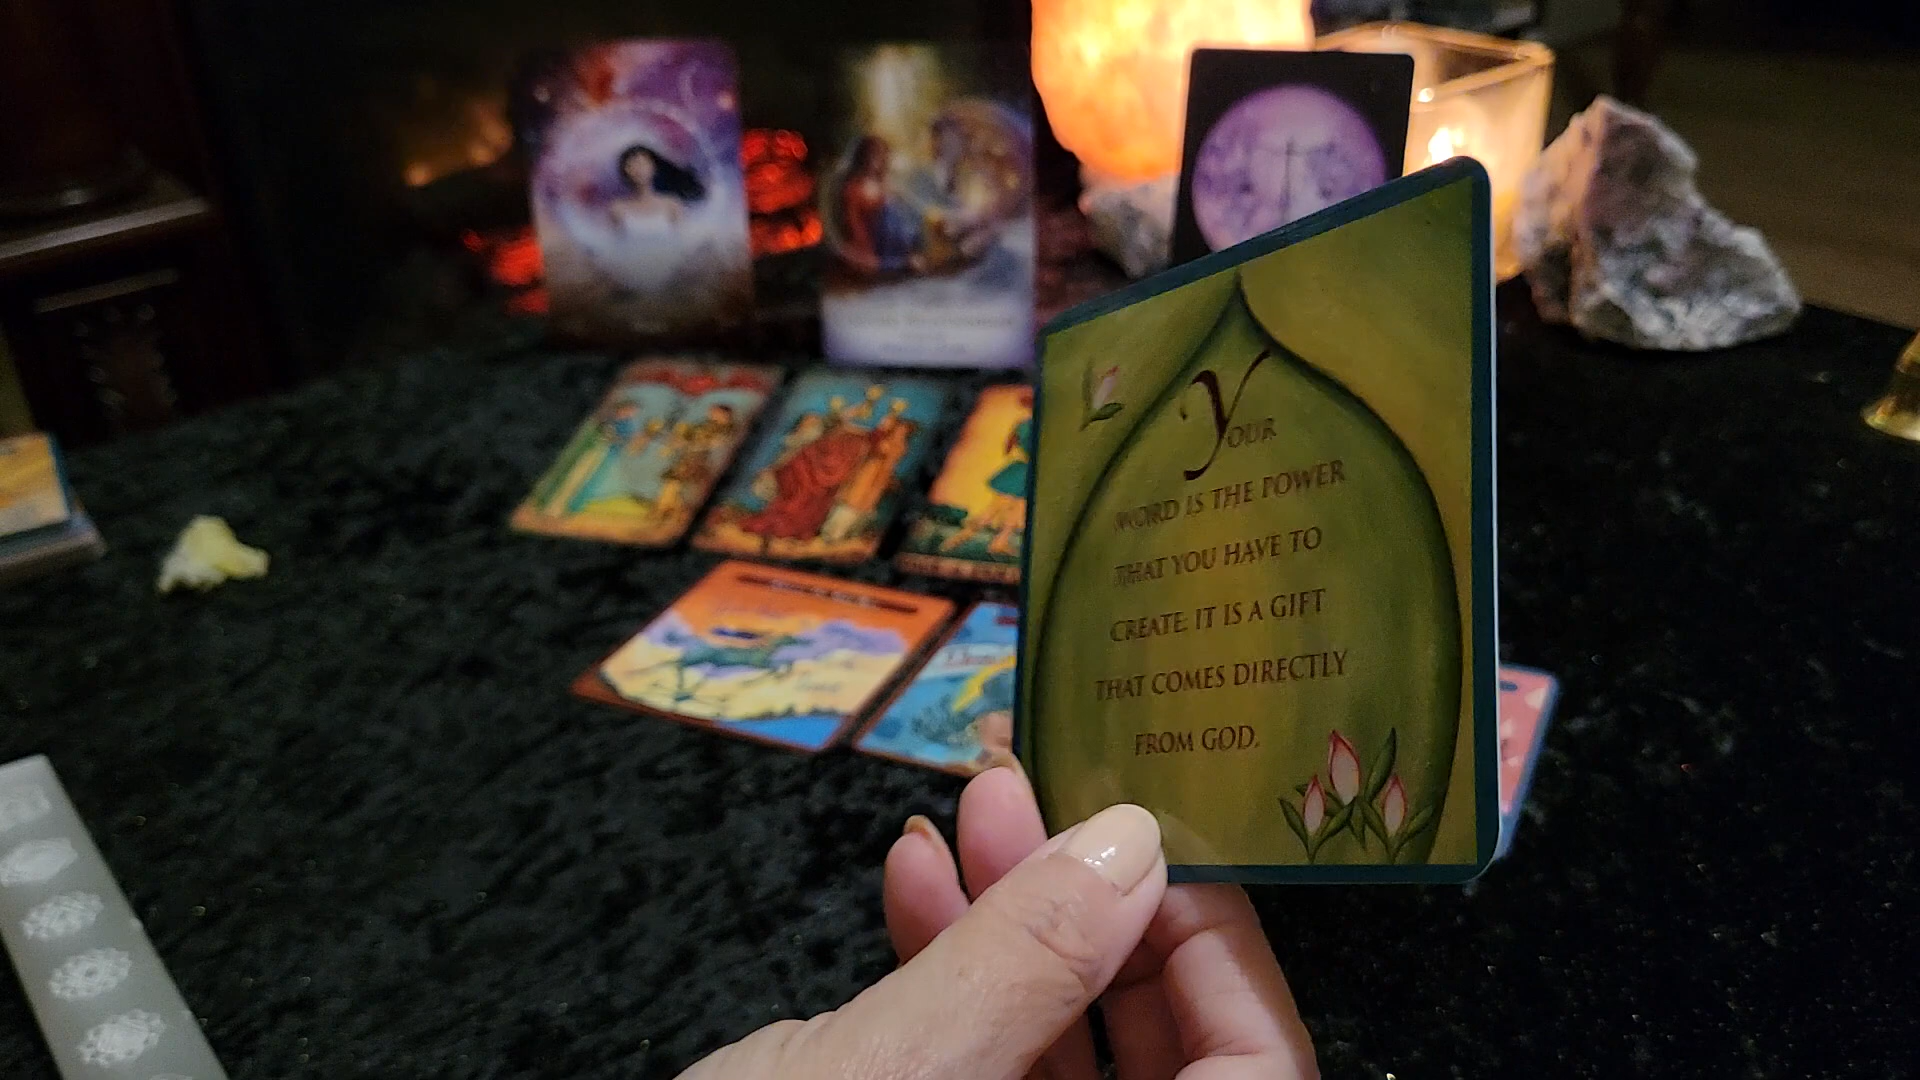 YOUR
WORD IS THE POWER
THAT YOU HAVE TO
CREATE. IT IS A GIFT
THAT COMES DIRECTLY
FROM GOD.